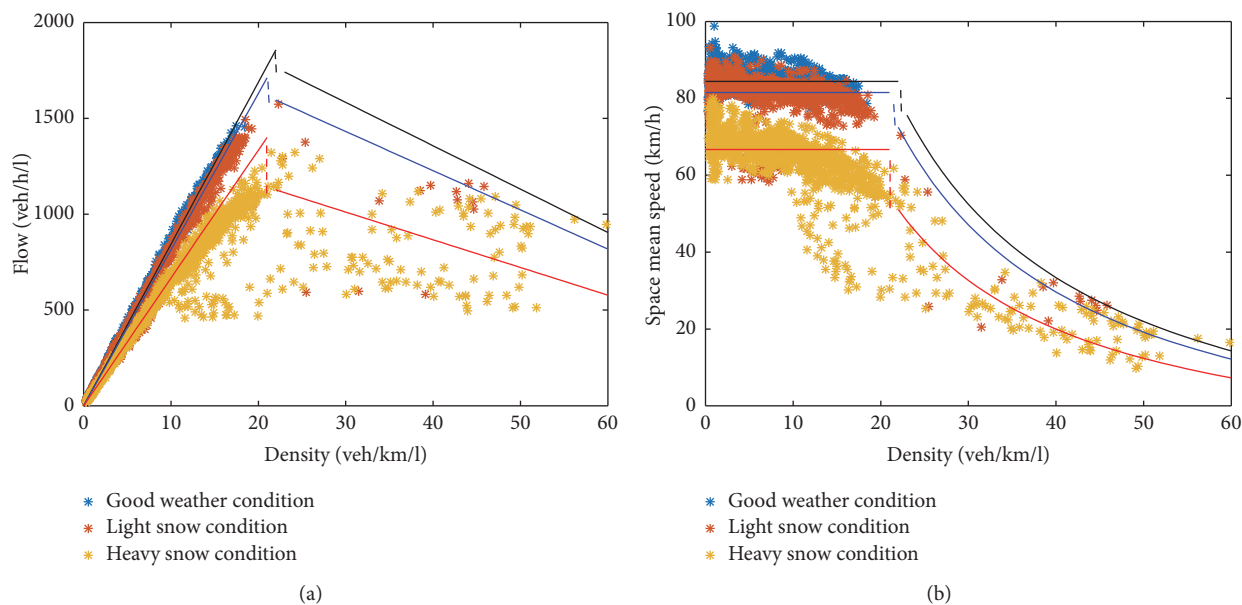 2000
1500
1000
500
0
Flow (veh/h/l)
0 10 20 30 40 50 60
Density (veh/km/l)
Good weather condition
Light snow condition
Heavy snow condition
(a)
100
80
60
40
20
0
Space mean speed (km/h)
0 10 20 30 40 50 60
Density (veh/km/l)
Good weather condition
Light snow condition
Heavy snow condition
(b)